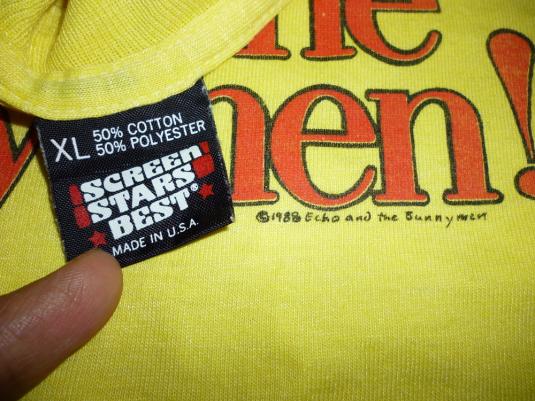 he
men!
XL
50% COTTON
50% POLYESTER
SCREEN
STARS
BEST®
MADE IN U.S.A.
©1988 Echo and the Bunnymen